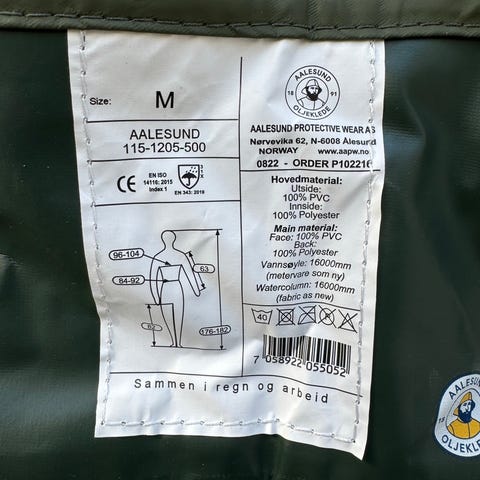 Size: M
AALESUND
115-1205-500
CE EN ISO
14116: 2015
Index 1
EN 343: 2019
31X
96-104
84-92
63
82
176-182
AALESUND
18 91
OLJEKLEDE
AALESUND PROTECTIVE WEAR AS
Nørvevika 62, N-6008 Ålesund
NORWAY www.aapw.no
0822 - ORDER P102216
Hovedmaterial:
Utside:
100% PVC
Innside:
100% Polyester
Main material:
Face: 100% PVC
Back:
100% Polyester
Vannsøyle: 16000mm
(metervare som ny)
Watercolumn: 16000mm
(fabric as new)
40
7 058922 055052
Sammen i regn og arbeid
AALESUND
OLJEKLEDE